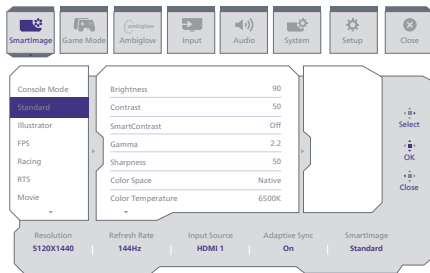 SmartImage
Game Mode
ambiglow
Ambiglow
Input
Audio
System
Setup
Close
Console Mode
Standard
Illustrator
FPS
Racing
RTS
Movie
Brightness 90
Contrast 50
SmartContrast Off
Gamma 2.2
Sharpness 50
Color Space Native
Color Temperature 6500K
Select
OK
Close
Resolution Refresh Rate Input Source Adaptive Sync SmartImage
5120X1440 144Hz HDMI 1 On Standard